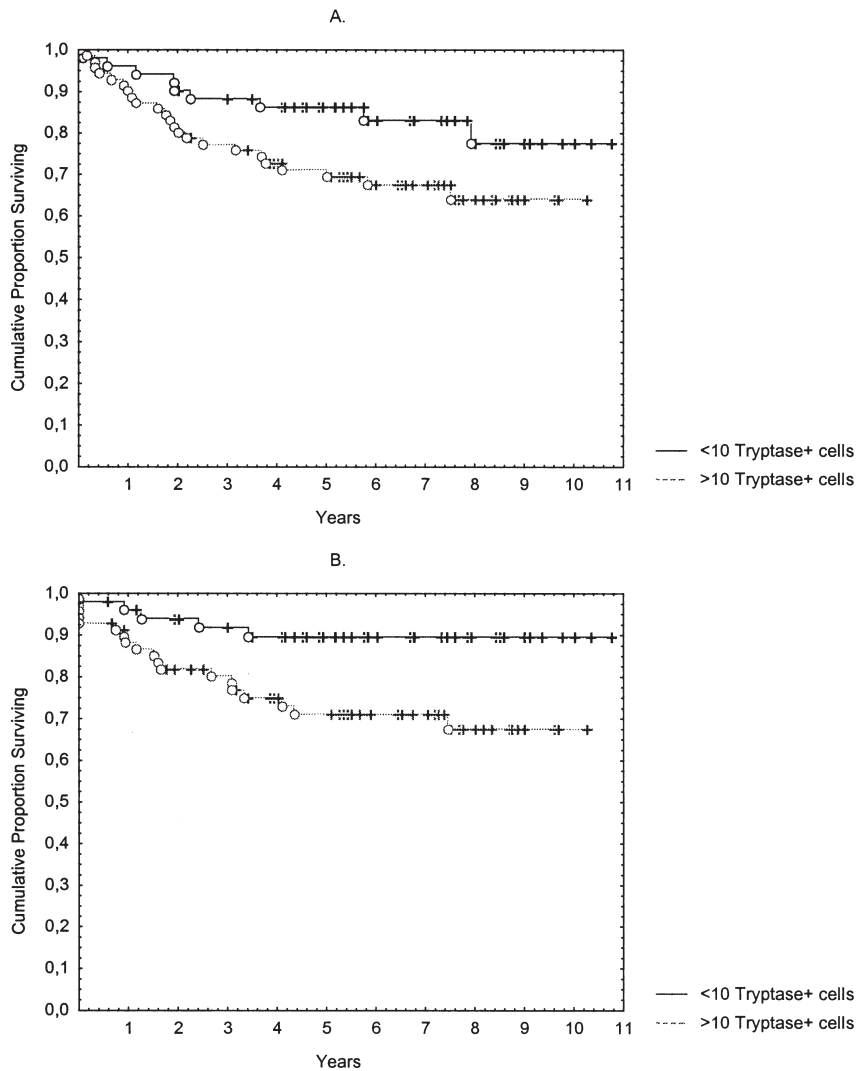 A.
Cumulative Proportion Surviving
1,0
0,9
0,8
0,7
0,6
0,5
0,4
0,3
0,2
0,1
0,0
1 2 3 4 5 6 7 8 9 10 11
Years
<10 Tryptase+ cells
>10 Tryptase+ cells
B.
Cumulative Proportion Surviving
1,0
0,9
0,8
0,7
0,6
0,5
0,4
0,3
0,2
0,1
0,0
1 2 3 4 5 6 7 8 9 10 11
Years
<10 Tryptase+ cells
>10 Tryptase+ cells